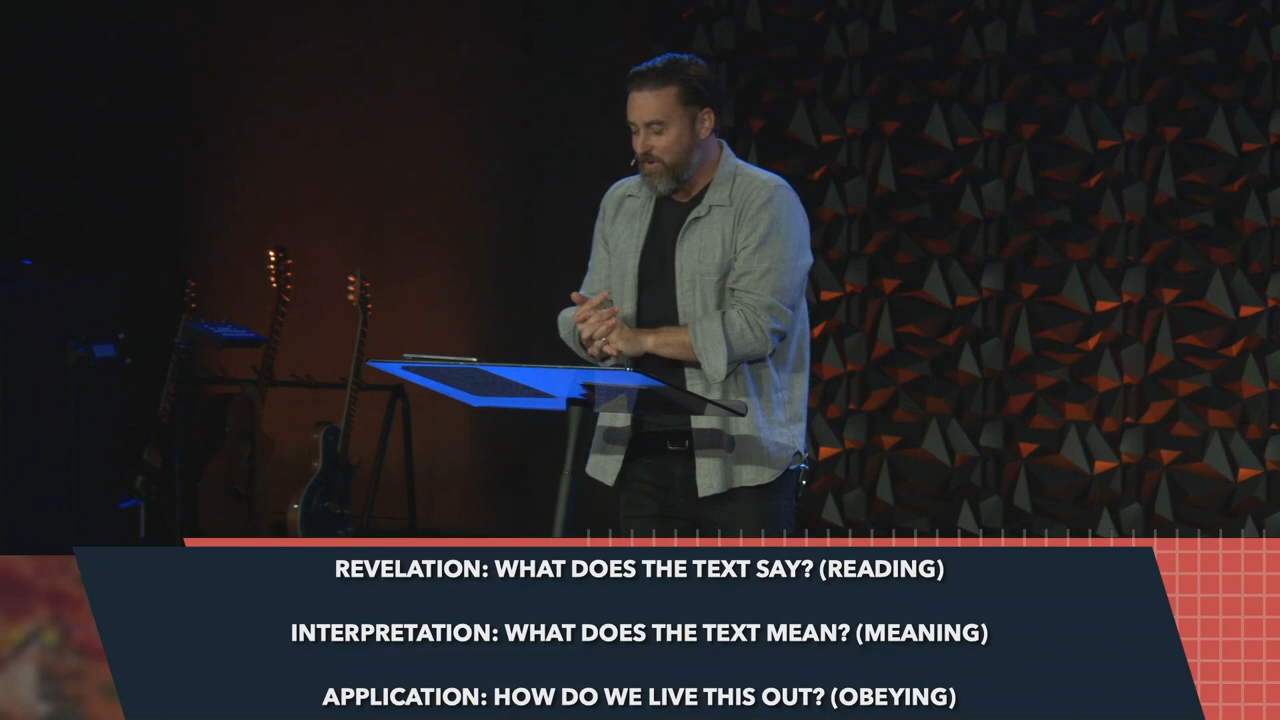 REVELATION: WHAT DOES THE TEXT SAY? (READING)
INTERPRETATION: WHAT DOES THE TEXT MEAN? (MEANING)
APPLICATION: HOW DO WE LIVE THIS OUT? (OBEYING)